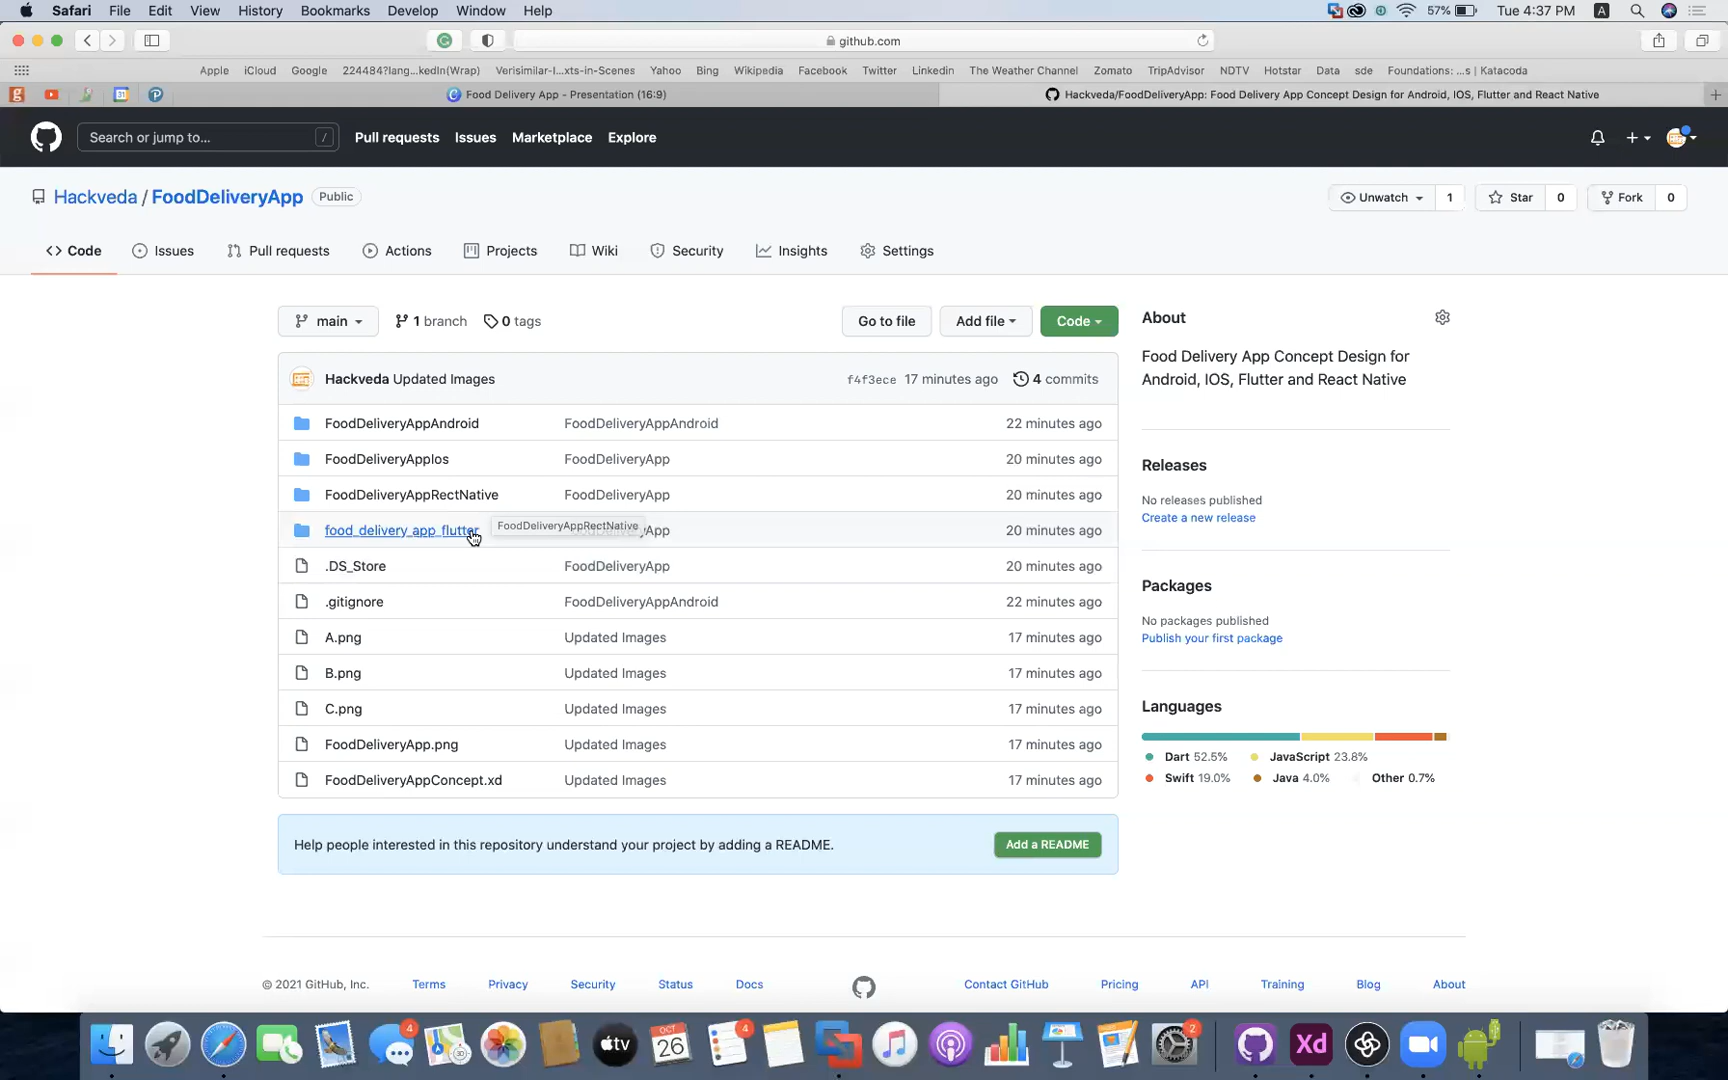 Safari File Edit View History Bookmarks Develop Window Help 57% Tue 4:37 PM A
github.com
Apple iCloud Google 224484?lang...kedIn(Wrap) Verisimilar-I...xts-in-Scenes Yahoo Bing Wikipedia Facebook Twitter Linkedin The Weather Channel Zomato TripAdvisor NDTV Hotstar Data sde Foundations: ...s | Katacoda
Food Delivery App - Presentation (16:9) Hackveda/FoodDeliveryApp: Food Delivery App Concept Design for Android, IOS, Flutter and React Native
Search or jump to... / Pull requests Issues Marketplace Explore
Hackveda / FoodDeliveryApp Public Unwatch 1 Star 0 Fork 0
Code Issues Pull requests Actions Projects Wiki Security Insights Settings
main 1 branch 0 tags Go to file Add file Code
Hackveda Updated Images f4f3ece 17 minutes ago 4 commits
FoodDeliveryAppAndroid FoodDeliveryAppAndroid 22 minutes ago
FoodDeliveryAppIos FoodDeliveryApp 20 minutes ago
FoodDeliveryAppRectNative FoodDeliveryApp 20 minutes ago
FoodDeliveryAppRectNative
food_delivery_app_flutter App 20 minutes ago
.DS_Store FoodDeliveryApp 20 minutes ago
.gitignore FoodDeliveryAppAndroid 22 minutes ago
A.png Updated Images 17 minutes ago
B.png Updated Images 17 minutes ago
C.png Updated Images 17 minutes ago
FoodDeliveryApp.png Updated Images 17 minutes ago
FoodDeliveryAppConcept.xd Updated Images 17 minutes ago
Help people interested in this repository understand your project by adding a README. Add a README
About
Food Delivery App Concept Design for
Android, IOS, Flutter and React Native
Releases
No releases published
Create a new release
Packages
No packages published
Publish your first package
Languages
Dart 52.5% JavaScript 23.8%
Swift 19.0% Java 4.0% Other 0.7%
© 2021 GitHub, Inc. Terms Privacy Security Status Docs Contact GitHub Pricing API Training Blog About
4 3D tv OCT 26 4 2 Xd